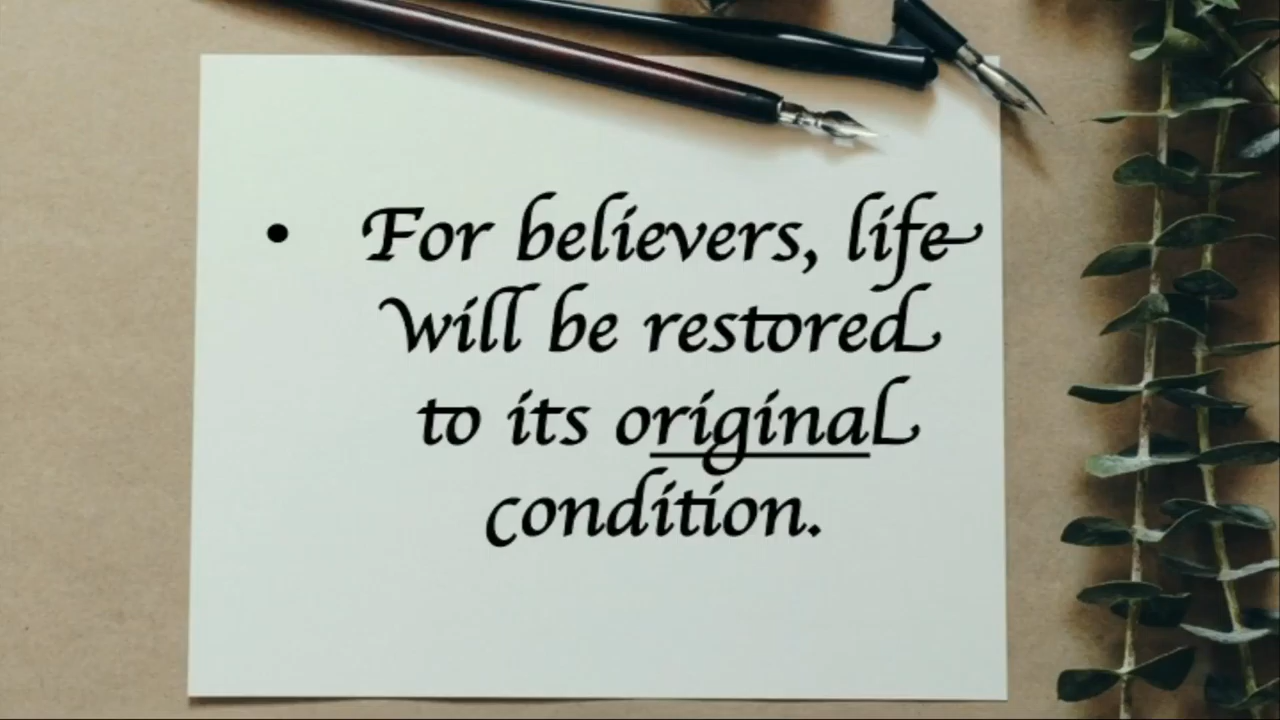 • For believers, life
will be restored
to its original
condition.